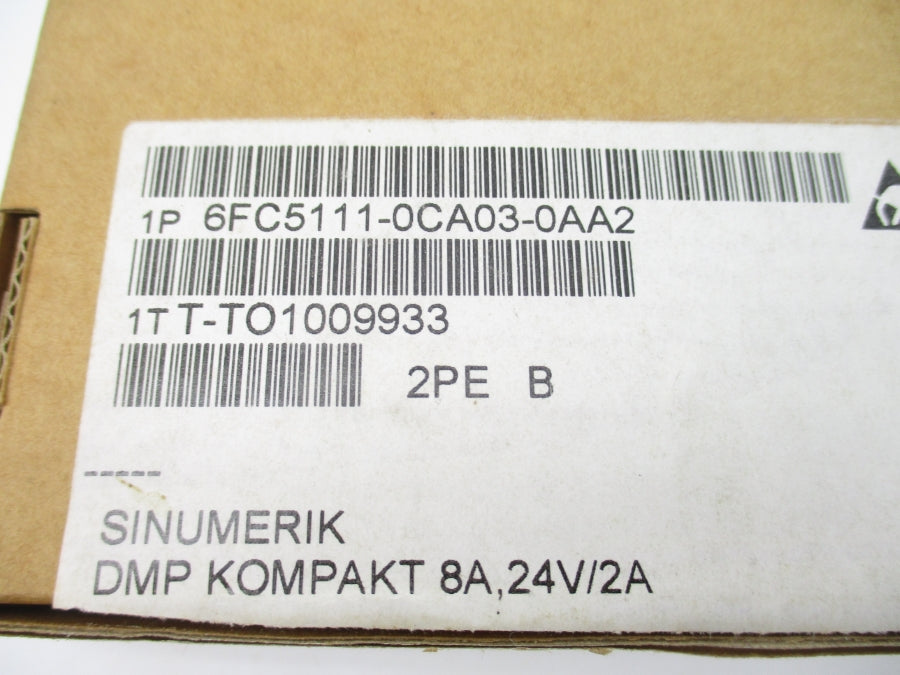 1P 6FC5111-0CA03-0AA2
1T T-TO1009933
2PE B
-----
SINUMERIK
DMP KOMPAKT 8A,24V/2A